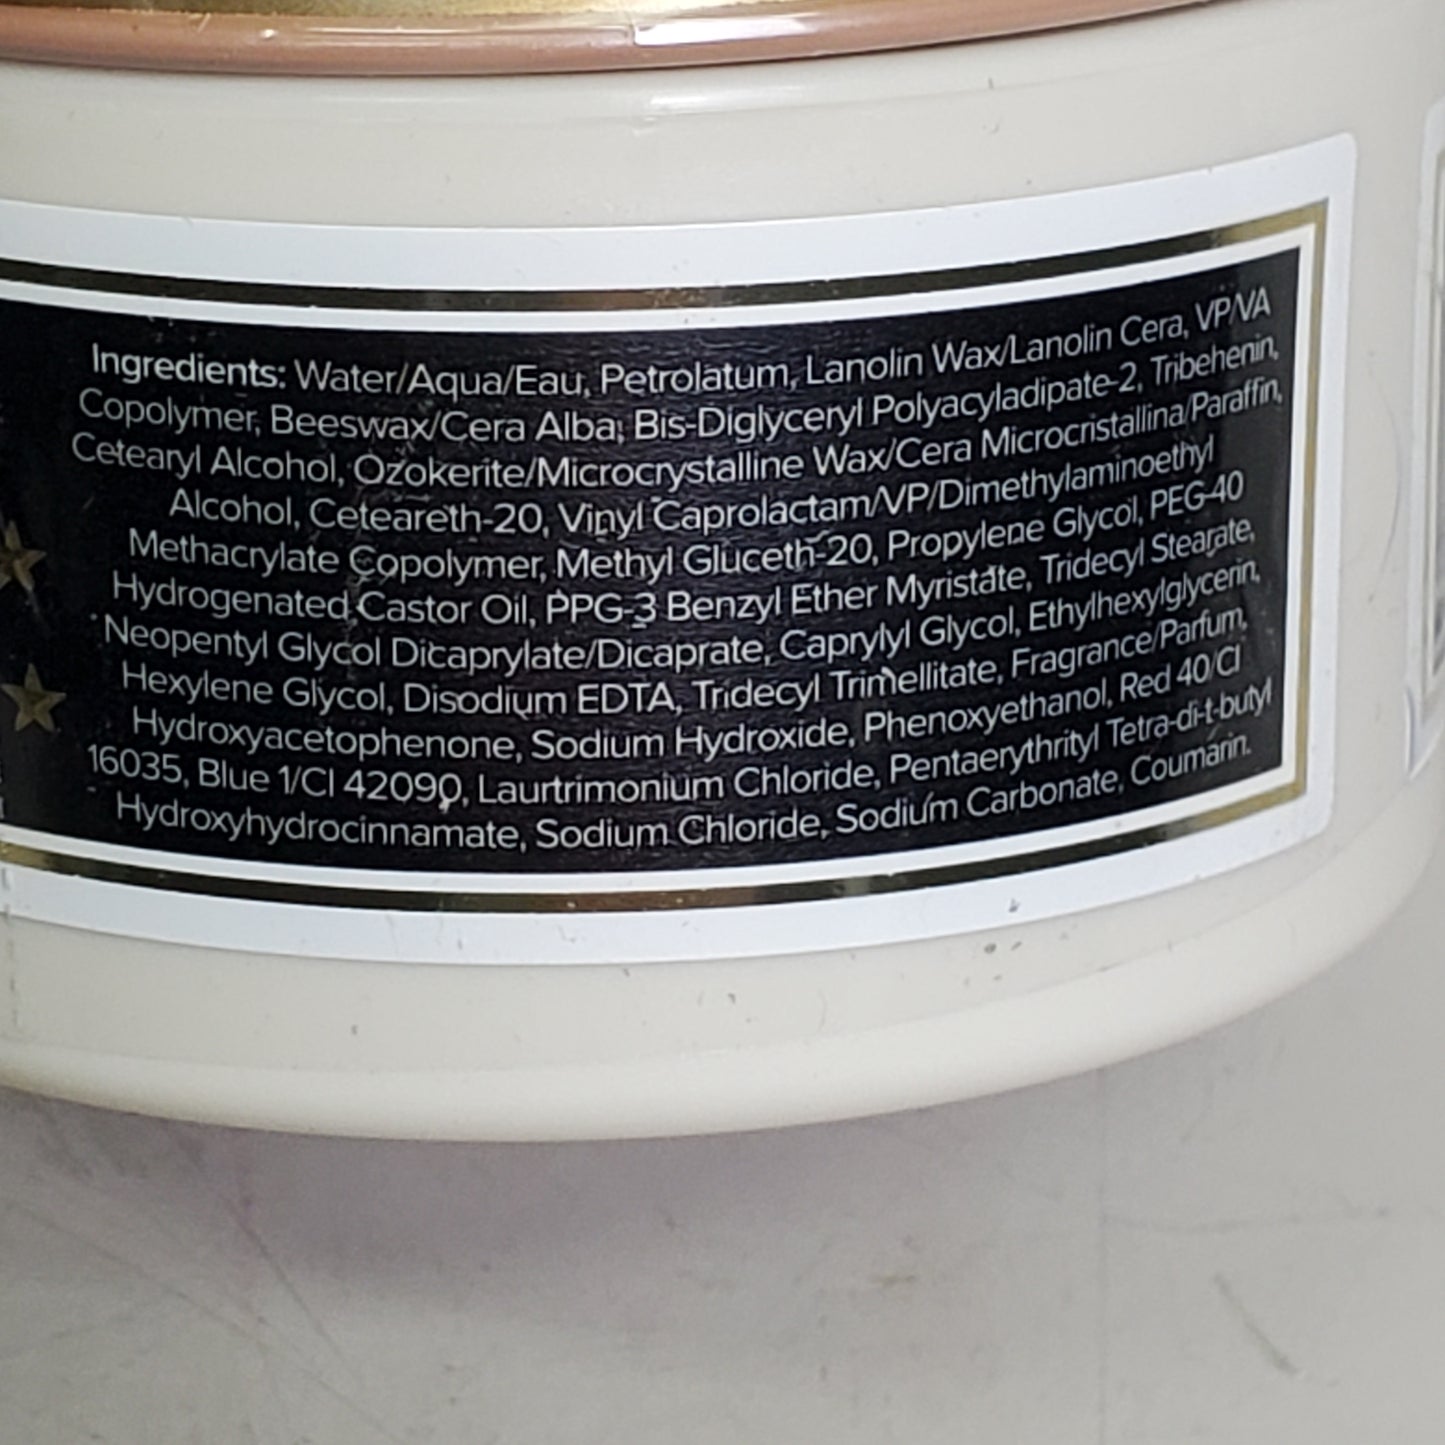 Ingredients: Water/Aqua/Eau, Petrolatum, Lanolin Wax/Lanolin Cera, VP/VA
Copolymer, Beeswax/Cera Alba, Bis-Diglyceryl Polyacyladipate-2, Tribehenin,
Cetearyl Alcohol, Ozokerite/Microcrystalline Wax/Cera Microcristallina/Paraffin,
Alcohol, Ceteareth-20, Vinyl Caprolactam/VP/Dimethylaminoethyl
Methacrylate Copolymer, Methyl Gluceth-20, Propylene Glycol, PEG-40
Hydrogenated Castor Oil, PPG-3 Benzyl Ether Myristate, Tridecyl Stearate,
Neopentyl Glycol Dicaprylate/Dicaprate, Caprylyl Glycol, Ethylhexylglycerin,
Hexylene Glycol, Disodium EDTA, Tridecyl Trimellitate, Fragrance/Parfum,
Hydroxyacetophenone, Sodium Hydroxide, Phenoxyethanol, Red 40/CI
16035, Blue 1/CI 42090, Laurtrimonium Chloride, Pentaerythrityl Tetra-di-t-butyl
Hydroxyhydrocinnamate, Sodium Chloride, Sodium Carbonate, Coumarin.